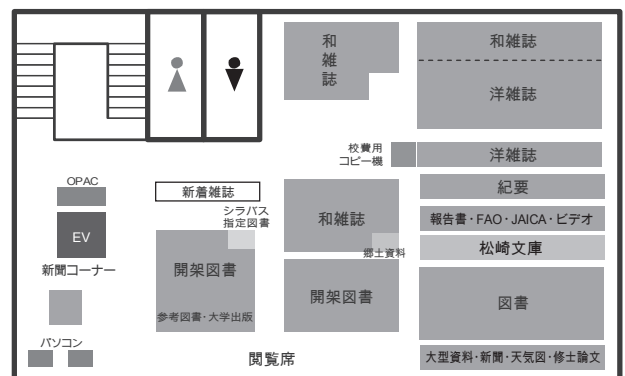 和
雑
誌
和雑誌
洋雑誌
校費用
コピー機
洋雑誌
OPAC
新着雑誌
紀要
シラバス
指定図書
和雑誌
報告書・FAO・JAICA・ビデオ
EV
郷土資料
松崎文庫
新聞コーナー
開架図書
開架図書
図書
参考図書・大学出版
パソコン
閲覧席
大型資料・新聞・天気図・修士論文